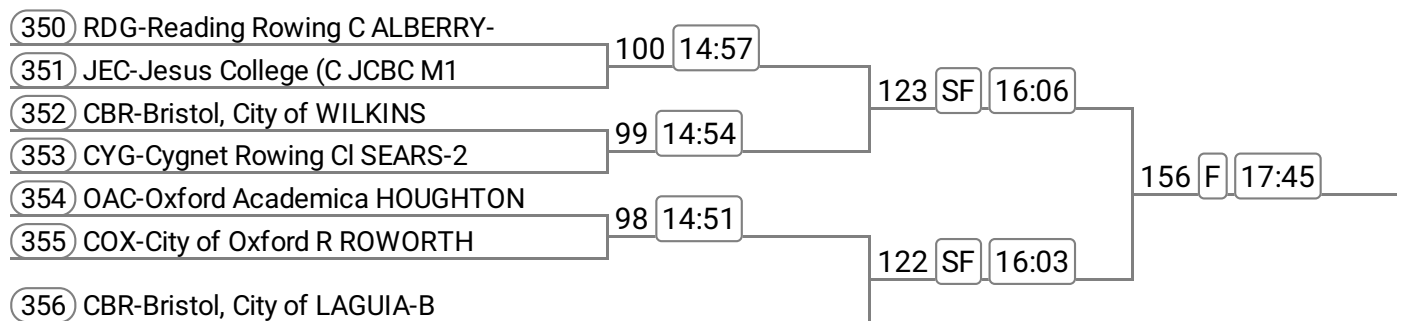 350 RDG-Reading Rowing C ALBERRY-
100 14:57
351 JEC-Jesus College (C JCBC M1
123 SF 16:06
352 CBR-Bristol, City of WILKINS
99 14:54
353 CYG-Cygnet Rowing Cl SEARS-2
156 F 17:45
354 OAC-Oxford Academica HOUGHTON
98 14:51
355 COX-City of Oxford R ROWORTH
122 SF 16:03
356 CBR-Bristol, City of LAGUIA-B